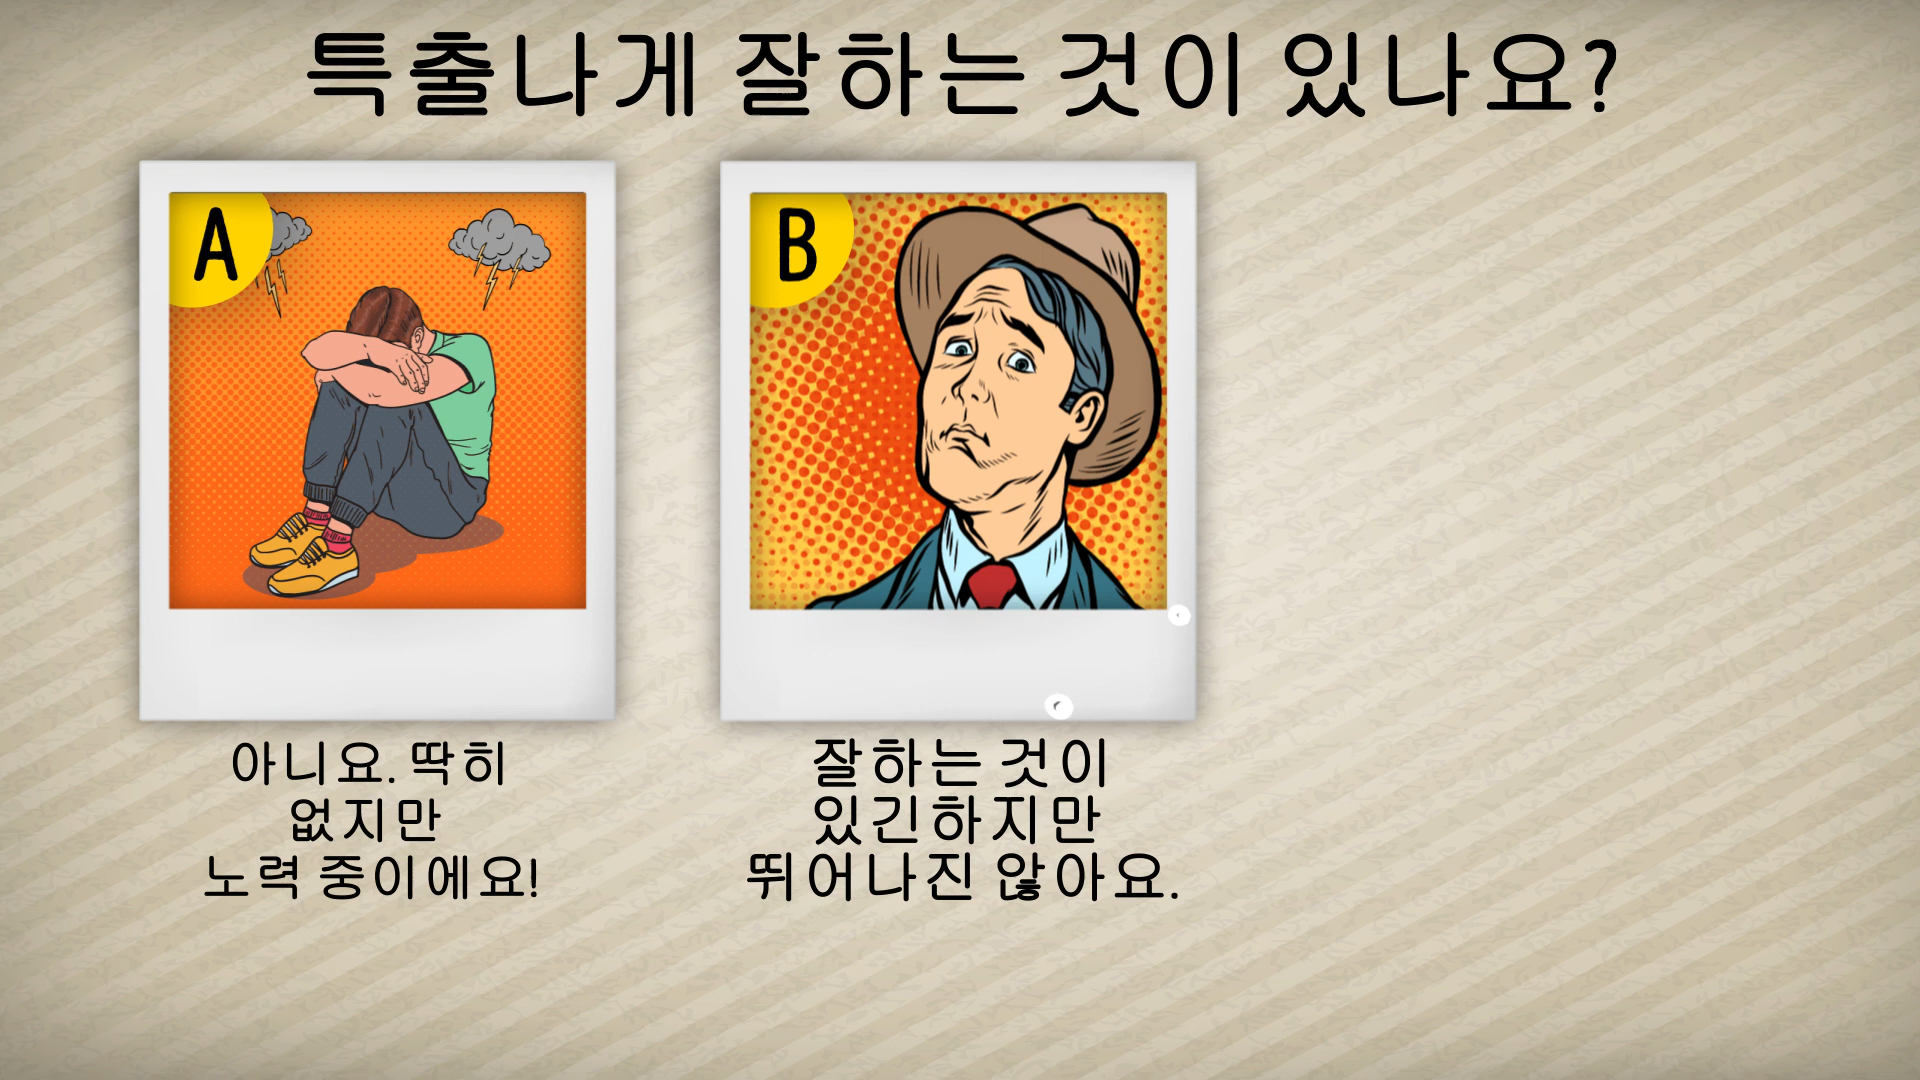 특출나게 잘하는 것이 있나요?
A
아니요. 딱히
없지만
노력 중이에요!
B
잘하는 것이
있긴하지만
뛰어나진 않아요.